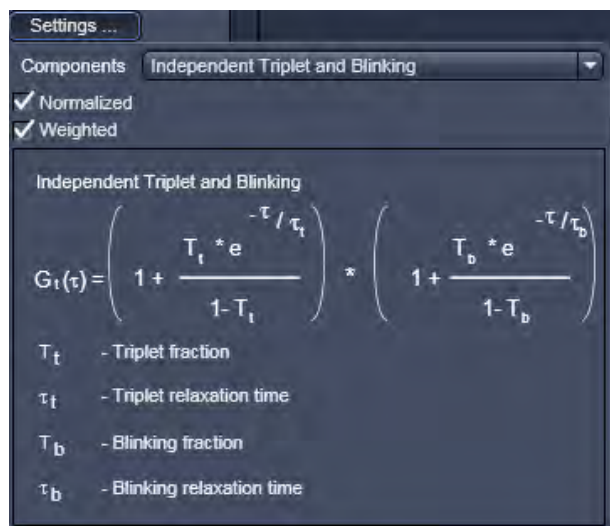 Settings ...
Components Independent Triplet and Blinking
Normalized
Weighted
Independent Triplet and Blinking
G_t(τ) = ( 1 + T_t * e^(-τ/τ_t) / 1-T_t ) * ( 1 + T_b * e^(-τ/τ_b) / 1-T_b )
T_t - Triplet fraction
τ_t - Triplet relaxation time
T_b - Blinking fraction
τ_b - Blinking relaxation time